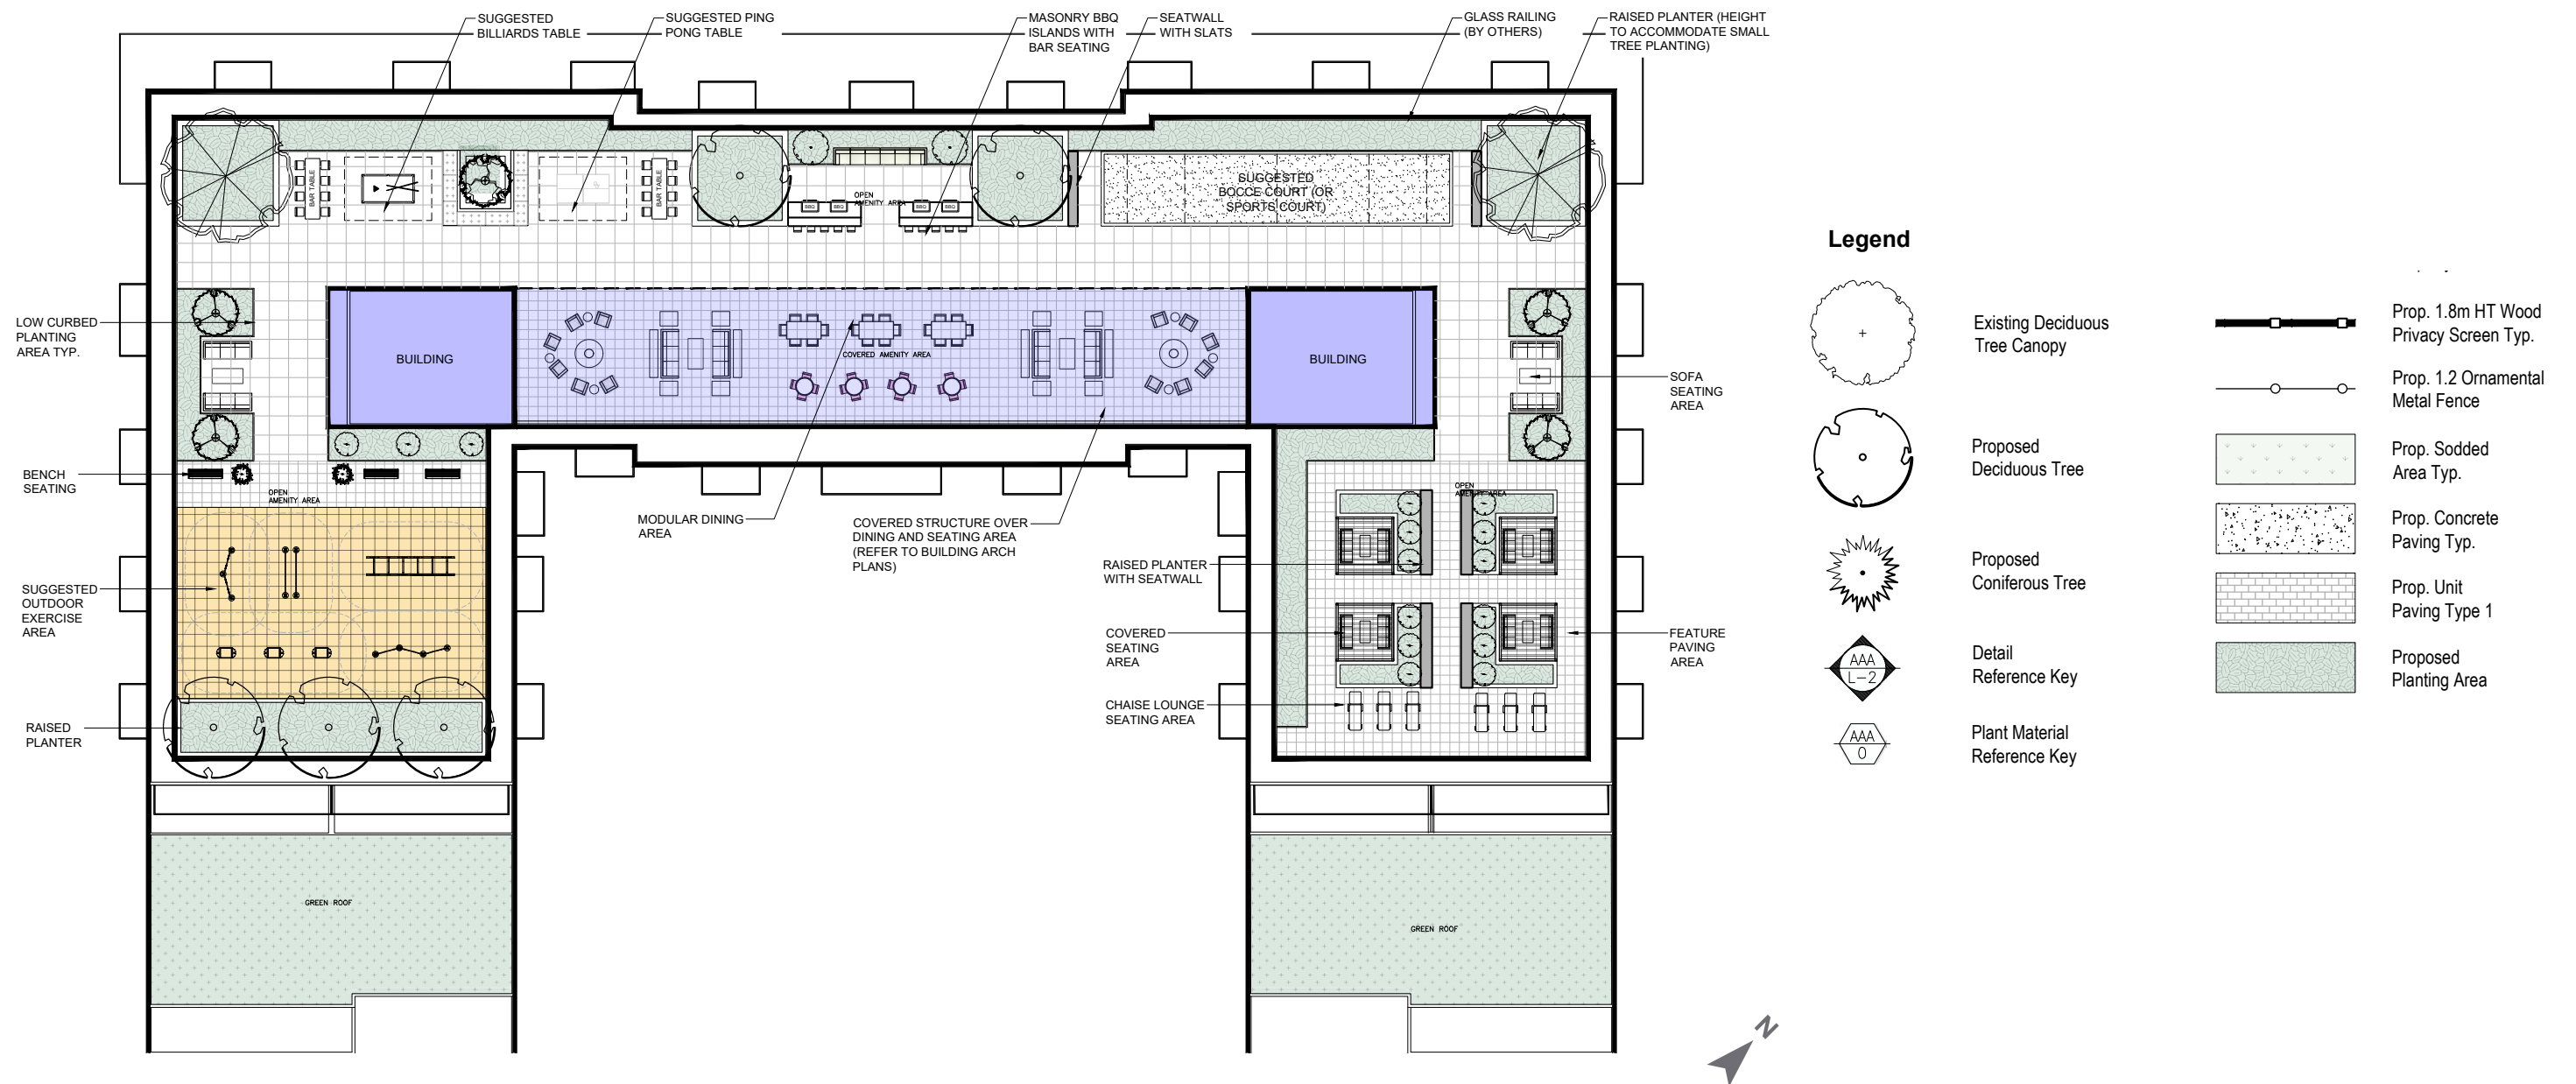 SUGGESTED
BILLIARDS TABLE
SUGGESTED PING
PONG TABLE
MASONRY BBQ
ISLANDS WITH
BAR SEATING
SEATWALL
WITH SLATS
GLASS RAILING
(BY OTHERS)
RAISED PLANTER (HEIGHT
TO ACCOMMODATE SMALL
TREE PLANTING)
BAR TABLE
BAR TABLE
OPEN
AMENITY AREA
BBQ
BBQ
BBQ
BBQ
SUGGESTED
BOCCE COURT (OR
SPORTS COURT)
LOW CURBED
PLANTING
AREA TYP.
BUILDING
COVERED AMENITY AREA
BUILDING
SOFA
SEATING
AREA
BENCH
SEATING
OPEN
AMENITY AREA
OPEN
AMENITY AREA
MODULAR DINING
AREA
COVERED STRUCTURE OVER
DINING AND SEATING AREA
(REFER TO BUILDING ARCH
PLANS)
SUGGESTED
OUTDOOR
EXERCISE
AREA
RAISED PLANTER
WITH SEATWALL
COVERED
SEATING
AREA
FEATURE
PAVING
AREA
CHAISE LOUNGE
SEATING AREA
RAISED
PLANTER
GREEN ROOF
GREEN ROOF
N
Legend
Existing Deciduous
Tree Canopy
Proposed
Deciduous Tree
Proposed
Coniferous Tree
AAA
L-2
Detail
Reference Key
AAA
0
Plant Material
Reference Key
Prop. 1.8m HT Wood
Privacy Screen Typ.
Prop. 1.2 Ornamental
Metal Fence
Prop. Sodded
Area Typ.
Prop. Concrete
Paving Typ.
Prop. Unit
Paving Type 1
Proposed
Planting Area